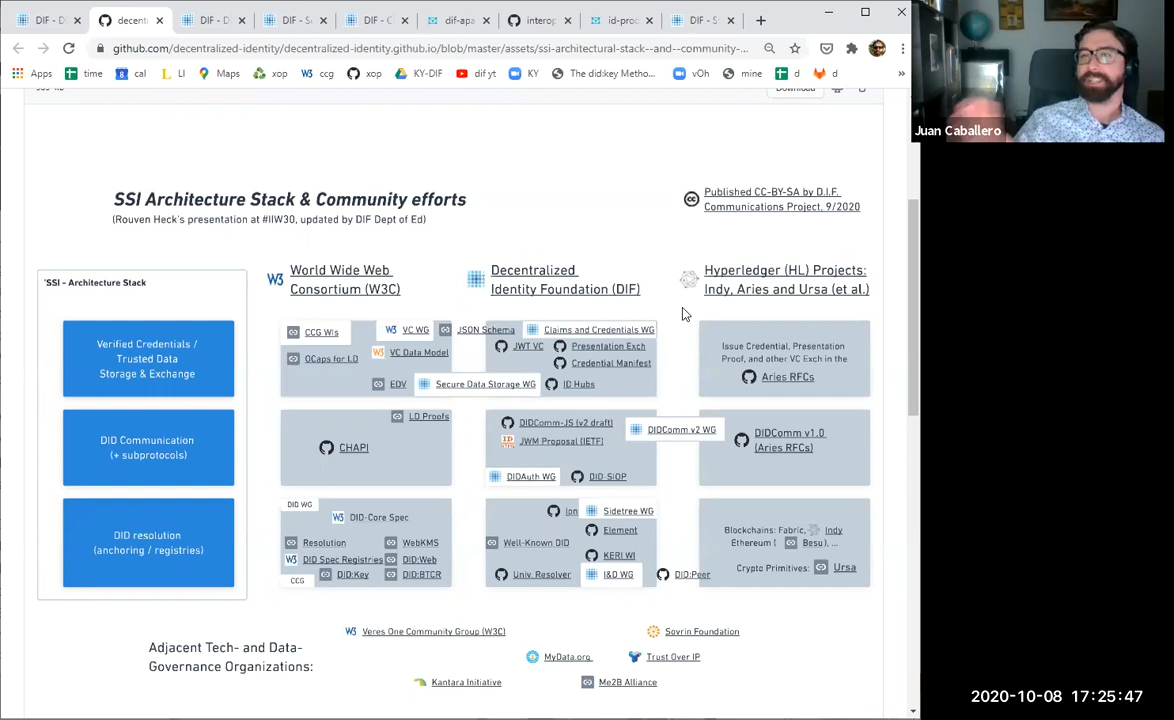 DIF - D
decent
DIF - D
DIF - S
DIF - C
dif-apa
interop
id-proo
DIF - S
github.com/decentralized-identity/decentralized-identity.github.io/blob/master/assets/ssi-architectural-stack--and--community-...
Apps
time
cal
LI
Maps
xop
ccg
xop
KY-DIF
dif yt
KY
The did:key Metho...
vOh
mine
d
d
»
Download
Juan Caballero
SSI Architecture Stack & Community efforts
(Rouven Heck's presentation at #IIW30, updated by DIF Dept of Ed)
Published CC-BY-SA by D.I.F.
Communications Project, 9/2020
'SSI - Architecture Stack
World Wide Web
Consortium (W3C)
Decentralized
Identity Foundation (DIF)
Hyperledger (HL) Projects:
Indy, Aries and Ursa (et al.)
Verified Credentials /
Trusted Data
Storage & Exchange
CCG WIs
VC WG
JSON Schema
Claims and Credentials WG
OCaps for LD
VC Data Model
JWT VC
Presentation Exch
Credential Manifest
EDV
Secure Data Storage WG
ID Hubs
Issue Credential, Presentation
Proof, and other VC Exch in the
Aries RFCs
DID Communication
(+ subprotocols)
LD Proofs
CHAPI
DIDComm-JS (v2 draft)
JWM Proposal (IETF)
DIDComm v2 WG
DIDAuth WG
DID-SIOP
DIDComm v1.0
(Aries RFCs)
DID resolution
(anchoring / registries)
DID WG
DID-Core Spec
Resolution
WebKMS
DID Spec Registries
DID:Web
DID:Key
DID:BTCR
CCG
Ion
Sidetree WG
Element
Well-Known DID
KERI WI
Univ. Resolver
I&D WG
DID:Peer
Blockchains: Fabric, Indy
Ethereum ( Besu), ...
Crypto Primitives: Ursa
Adjacent Tech- and Data-
Governance Organizations:
Veres One Community Group (W3C)
Sovrin Foundation
MyData.org
Trust Over IP
Kantara Initiative
Me2B Alliance
2020-10-08 17:25:47